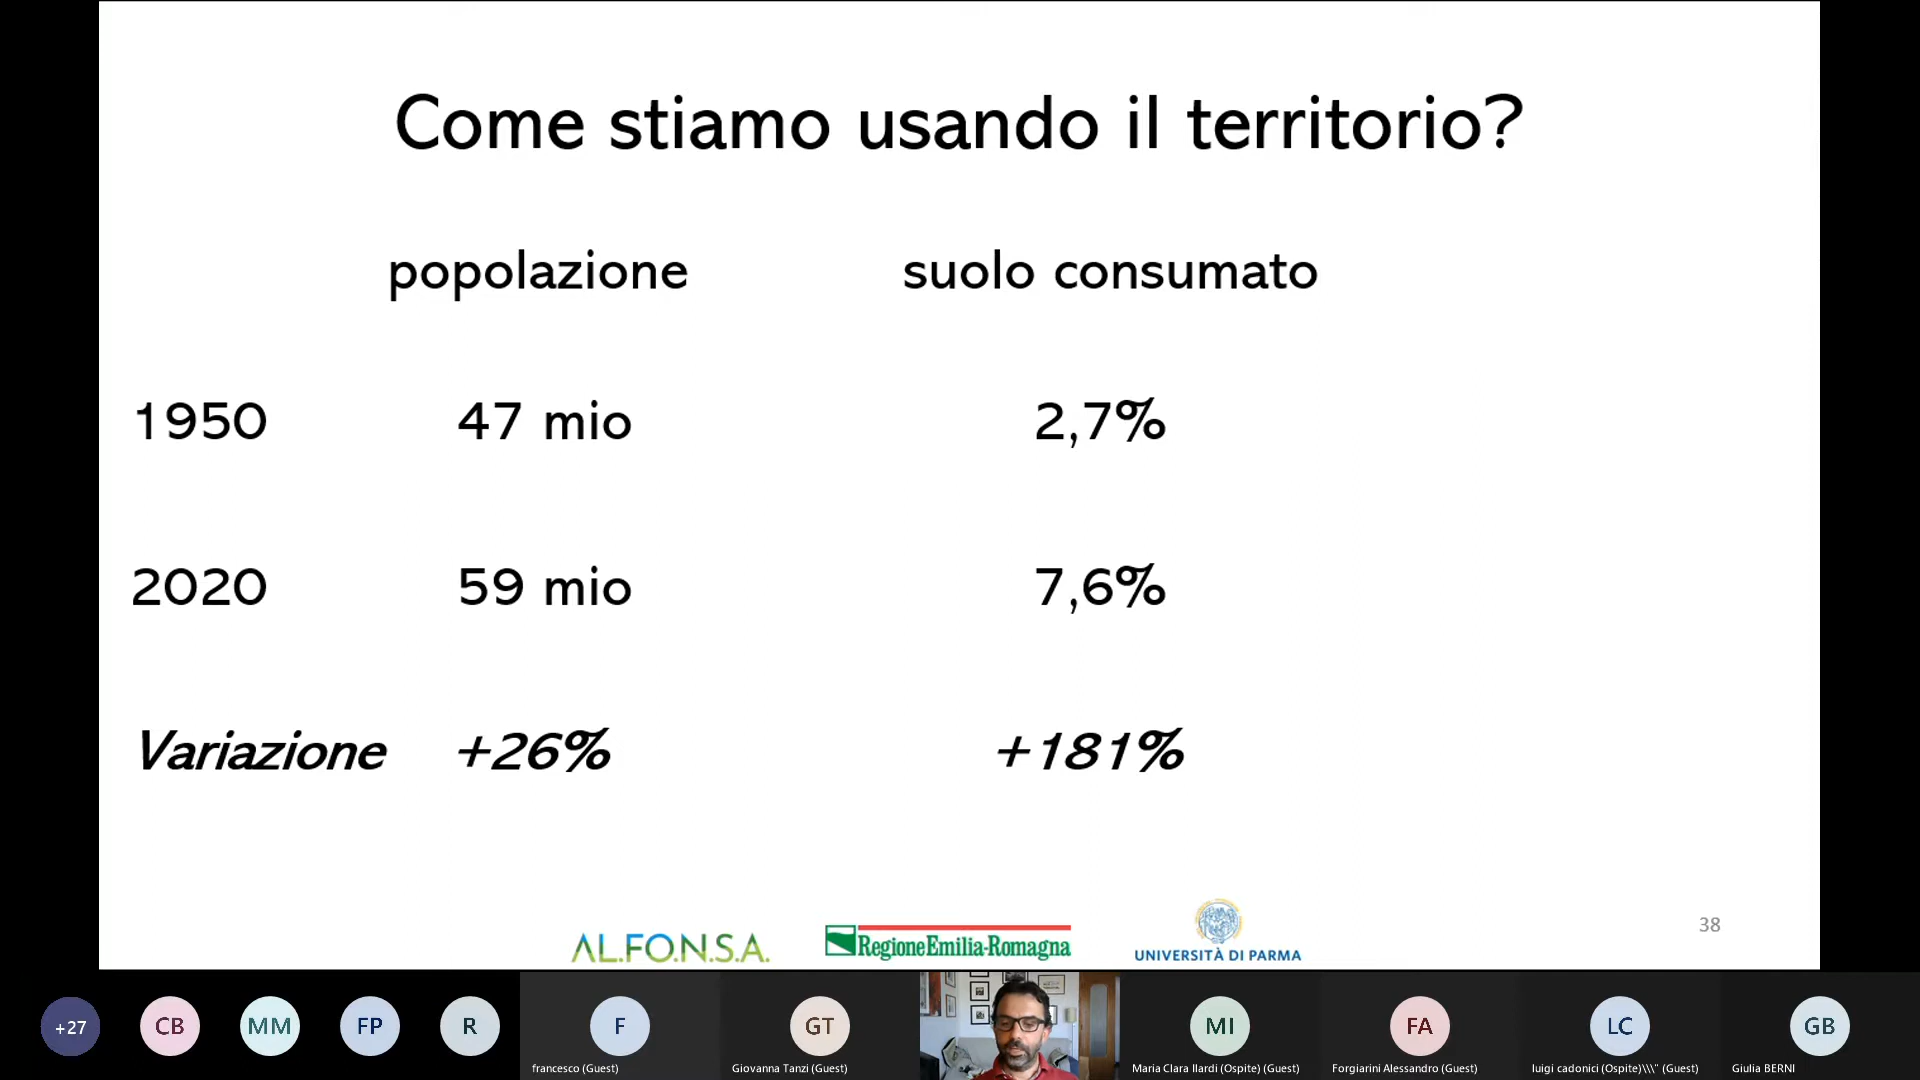 Come stiamo usando il territorio?
popolazione suolo consumato
1950 47 mio 2,7%
2020 59 mio 7,6%
Variazione +26% +181%
38
AL.FO.N.S.A.
RegioneEmilia-Romagna
UNIVERSITÀ DI PARMA
+27 CB MM FP R F GT MI FA LC GB
francesco (Guest) Giovanna Tanzi (Guest) Maria Clara Ilardi (Ospite) (Guest) Forgiarini Alessandro (Guest) luigi cadonici (Ospite)\\\" (Guest) Giulia BERNI